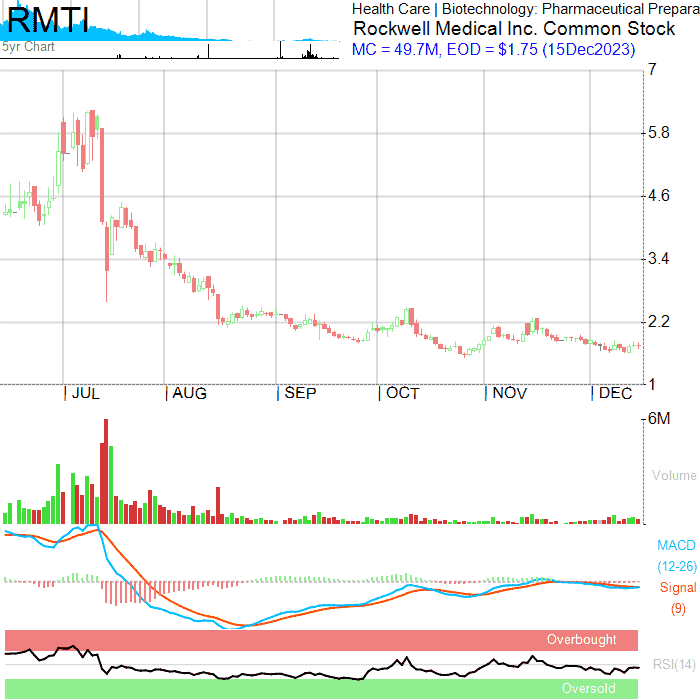 RMTI
5yr Chart
Health Care | Biotechnology: Pharmaceutical Prepara
Rockwell Medical Inc. Common Stock
MC = 49.7M, EOD = $1.75 (15Dec2023)
7
5.8
4.6
3.4
2.2
1
| JUL | AUG | SEP | OCT | NOV | DEC
6M
Volume
MACD
(12-26)
Signal
(9)
Overbought
RSI(14)
Oversold